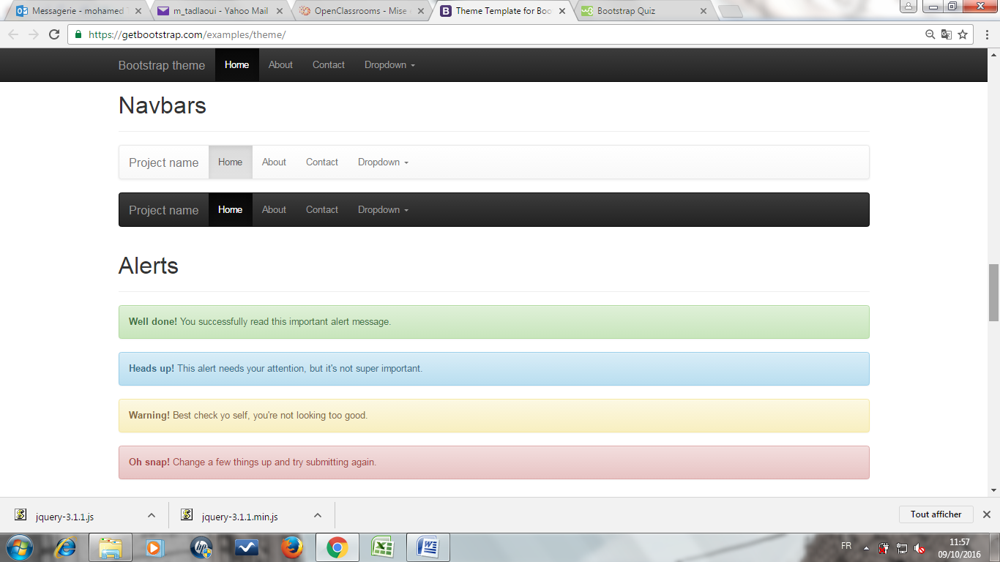 Messagerie - mohamed
m_tadlaoui - Yahoo Mail
OpenClassrooms - Mise
Theme Template for Boo
Bootstrap Quiz
https://getbootstrap.com/examples/theme/
Bootstrap theme Home About Contact Dropdown
Navbars
Project name Home About Contact Dropdown
Project name Home About Contact Dropdown
Alerts
Well done! You successfully read this important alert message.
Heads up! This alert needs your attention, but it's not super important.
Warning! Best check yo self, you're not looking too good.
Oh snap! Change a few things up and try submitting again.
jquery-3.1.1.js
jquery-3.1.1.min.js
Tout afficher
FR
11:57
09/10/2016